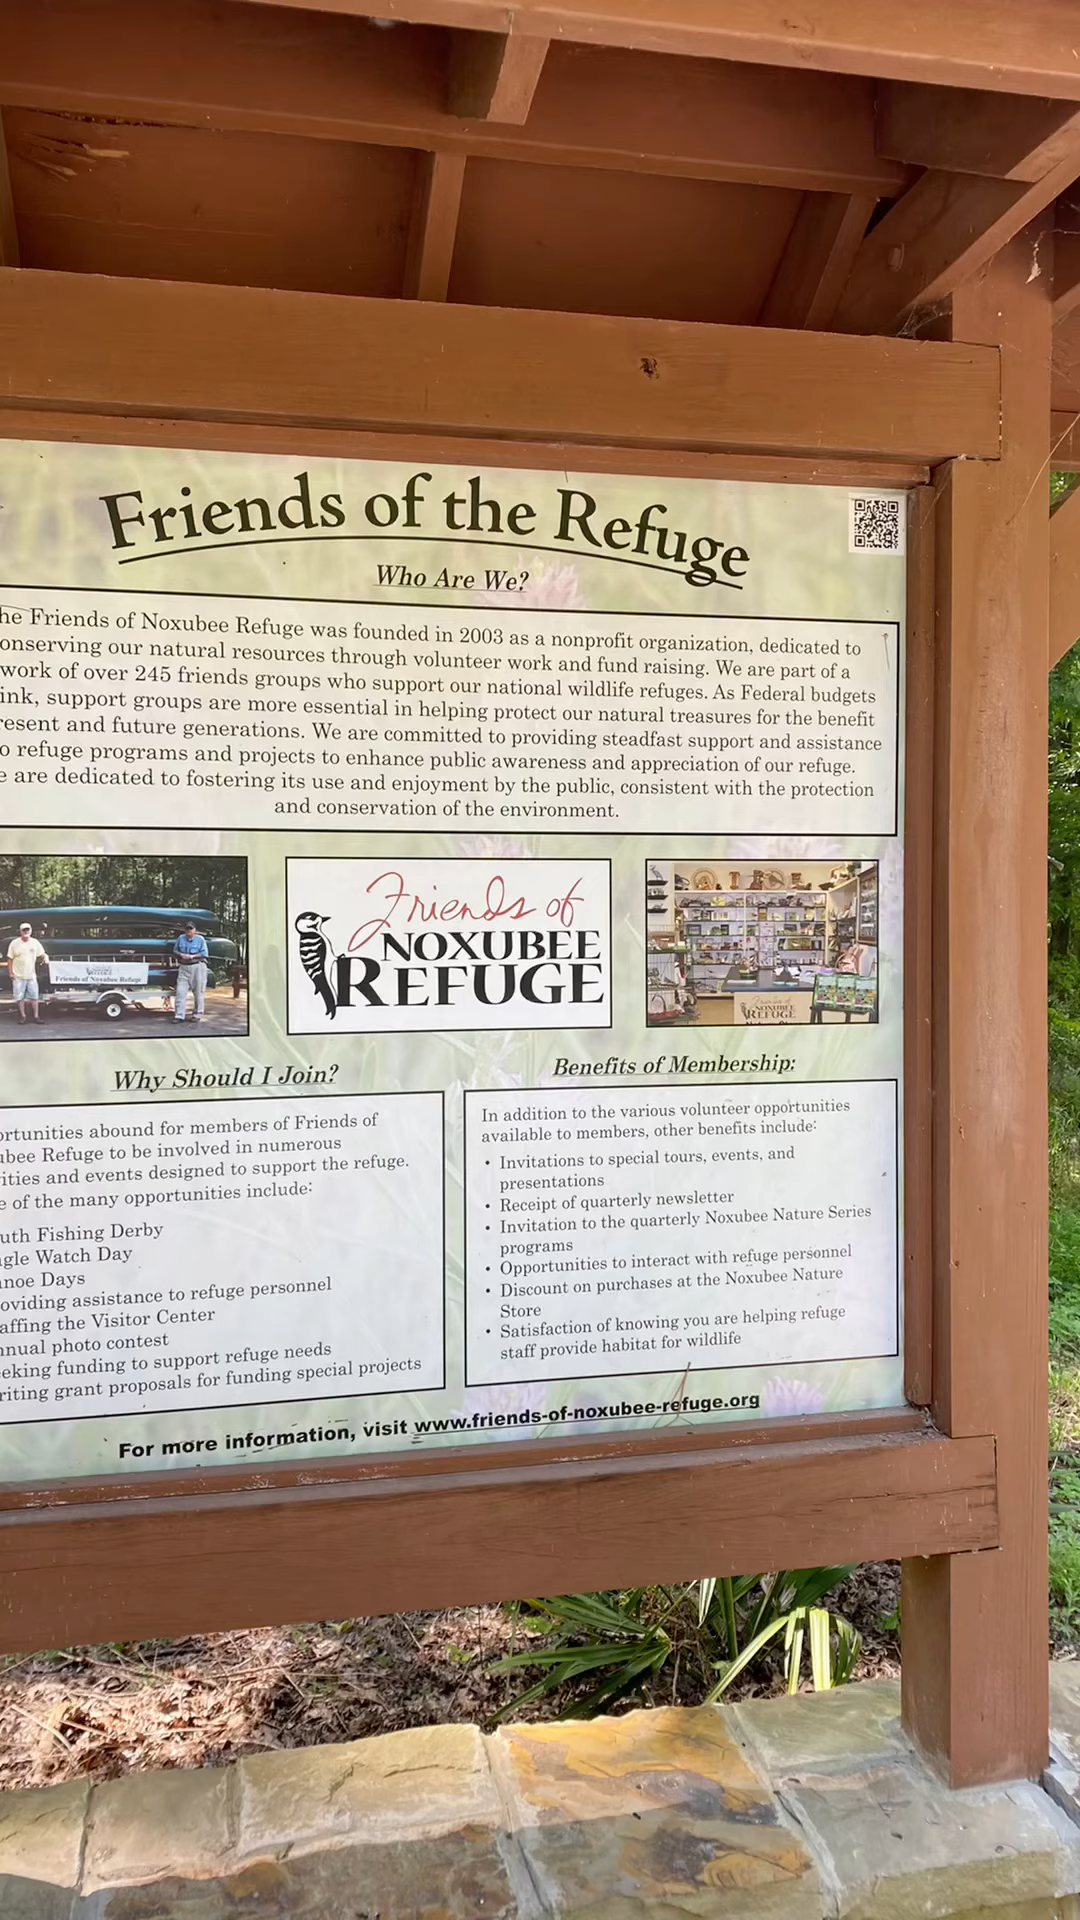 Friends of the Refuge
Who Are We?
he Friends of Noxubee Refuge was founded in 2003 as a nonprofit organization, dedicated to
onserving our natural resources through volunteer work and fund raising. We are part of a
work of over 245 friends groups who support our national wildlife refuges. As Federal budgets
ink, support groups are more essential in helping protect our natural treasures for the benefit
resent and future generations. We are committed to providing steadfast support and assistance
o refuge programs and projects to enhance public awareness and appreciation of our refuge.
e are dedicated to fostering its use and enjoyment by the public, consistent with the protection
and conservation of the environment.
Friends of Noxubee Refuge
Friends of
NOXUBEE
REFUGE
Friends of
NOXUBEE
REFUGE
Why Should I Join?
ortunities abound for members of Friends of
ubee Refuge to be involved in numerous
ities and events designed to support the refuge.
e of the many opportunities include:
uth Fishing Derby
gle Watch Day
noe Days
oviding assistance to refuge personnel
affing the Visitor Center
nnual photo contest
eking funding to support refuge needs
riting grant proposals for funding special projects
Benefits of Membership:
In addition to the various volunteer opportunities
available to members, other benefits include:
• Invitations to special tours, events, and
presentations
• Receipt of quarterly newsletter
• Invitation to the quarterly Noxubee Nature Series
programs
• Opportunities to interact with refuge personnel
• Discount on purchases at the Noxubee Nature
Store
• Satisfaction of knowing you are helping refuge
staff provide habitat for wildlife
For more information, visit www.friends-of-noxubee-refuge.org